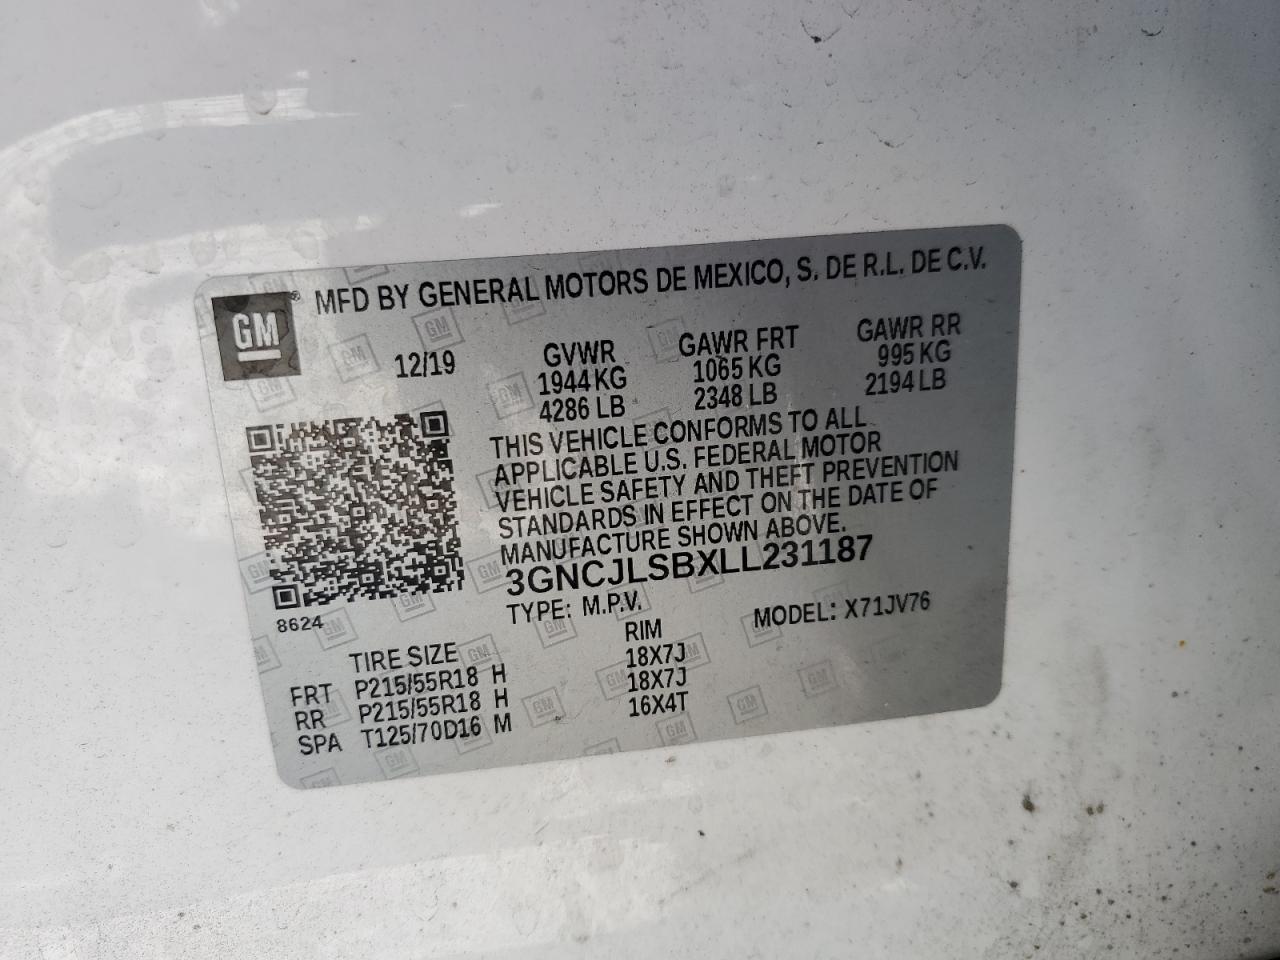 GM® MFD BY GENERAL MOTORS DE MEXICO, S. DE R.L. DE C.V.
12/19 GVWR GAWR FRT GAWR RR
1944 KG 1065 KG 995 KG
4286 LB 2348 LB 2194 LB
THIS VEHICLE CONFORMS TO ALL
APPLICABLE U.S. FEDERAL MOTOR
VEHICLE SAFETY AND THEFT PREVENTION
STANDARDS IN EFFECT ON THE DATE OF
MANUFACTURE SHOWN ABOVE.
3GNCJLSBXLL231187
8624 TYPE: M.P.V. MODEL: X71JV76
TIRE SIZE RIM
FRT P215/55R18 H 18X7J
RR P215/55R18 H 18X7J
SPA T125/70D16 M 16X4T